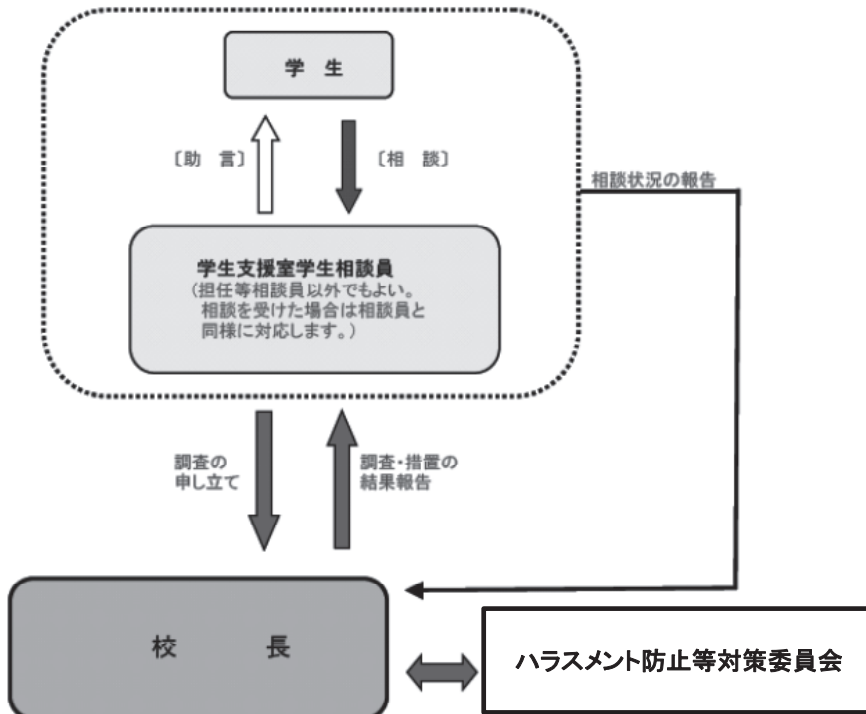 学 生
〔助 言〕
〔相 談〕
相談状況の報告
学生支援室学生相談員
（担任等相談員以外でもよい。
相談を受けた場合は相談員と
同様に対応します。）
調査の
申し立て
調査・措置の
結果報告
校 長
ハラスメント防止等対策委員会